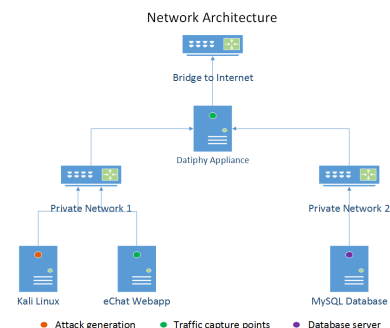 Network Architecture
Bridge to Internet
Datiphy Appliance
Private Network 1
Private Network 2
Kali Linux
eChat Webapp
MySQL Database
Attack generation
Traffic capture points
Database server